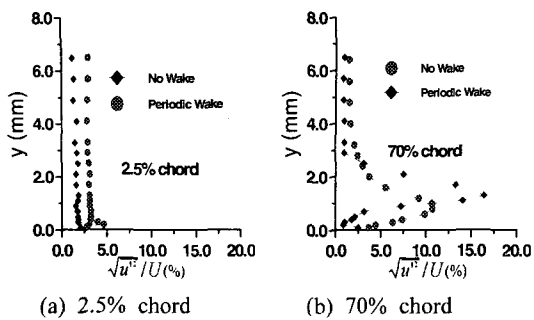 8.0
6.0
4.0
2.0
0.0
y (mm)
No Wake
Periodic Wake
2.5% chord
0.0 5.0 10.0 15.0 20.0
√u'²/U(%)
(a) 2.5% chord
8.0
6.0
4.0
2.0
0.0
y (mm)
No Wake
Periodic Wake
70% chord
0.0 5.0 10.0 15.0 20.0
√u'²/U(%)
(b) 70% chord